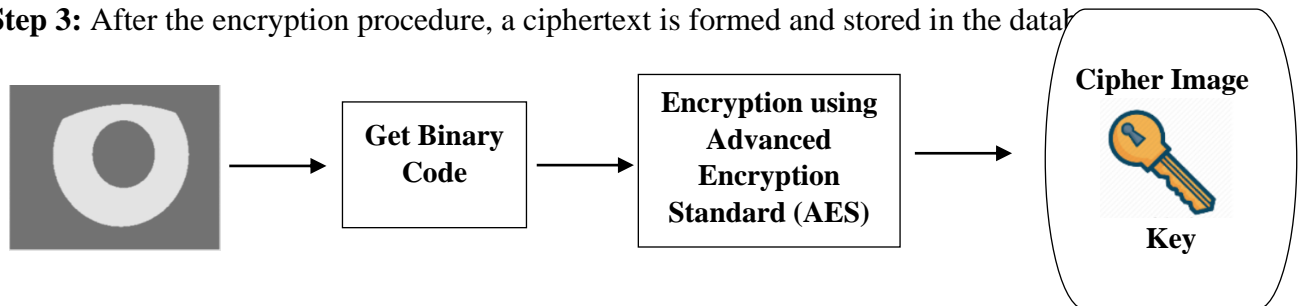 Step 3: After the encryption procedure, a ciphertext is formed and stored in the
Get Binary
Code
Encryption using
Advanced
Encryption
Standard (AES)
Cipher Image
Key